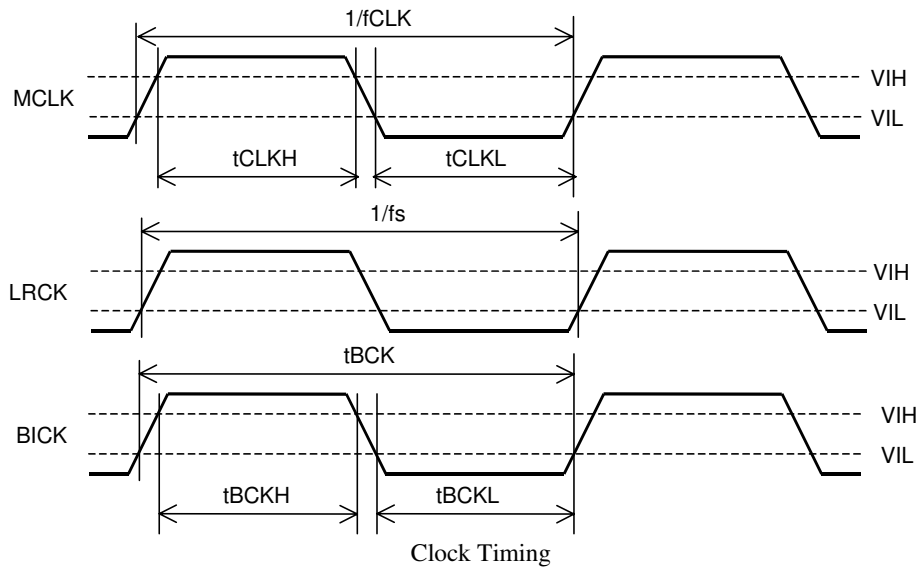 1/fCLK
MCLK
VIH
VIL
tCLKH
tCLKL
1/fs
LRCK
VIH
VIL
tBCK
BICK
VIH
VIL
tBCKH
tBCKL
Clock Timing